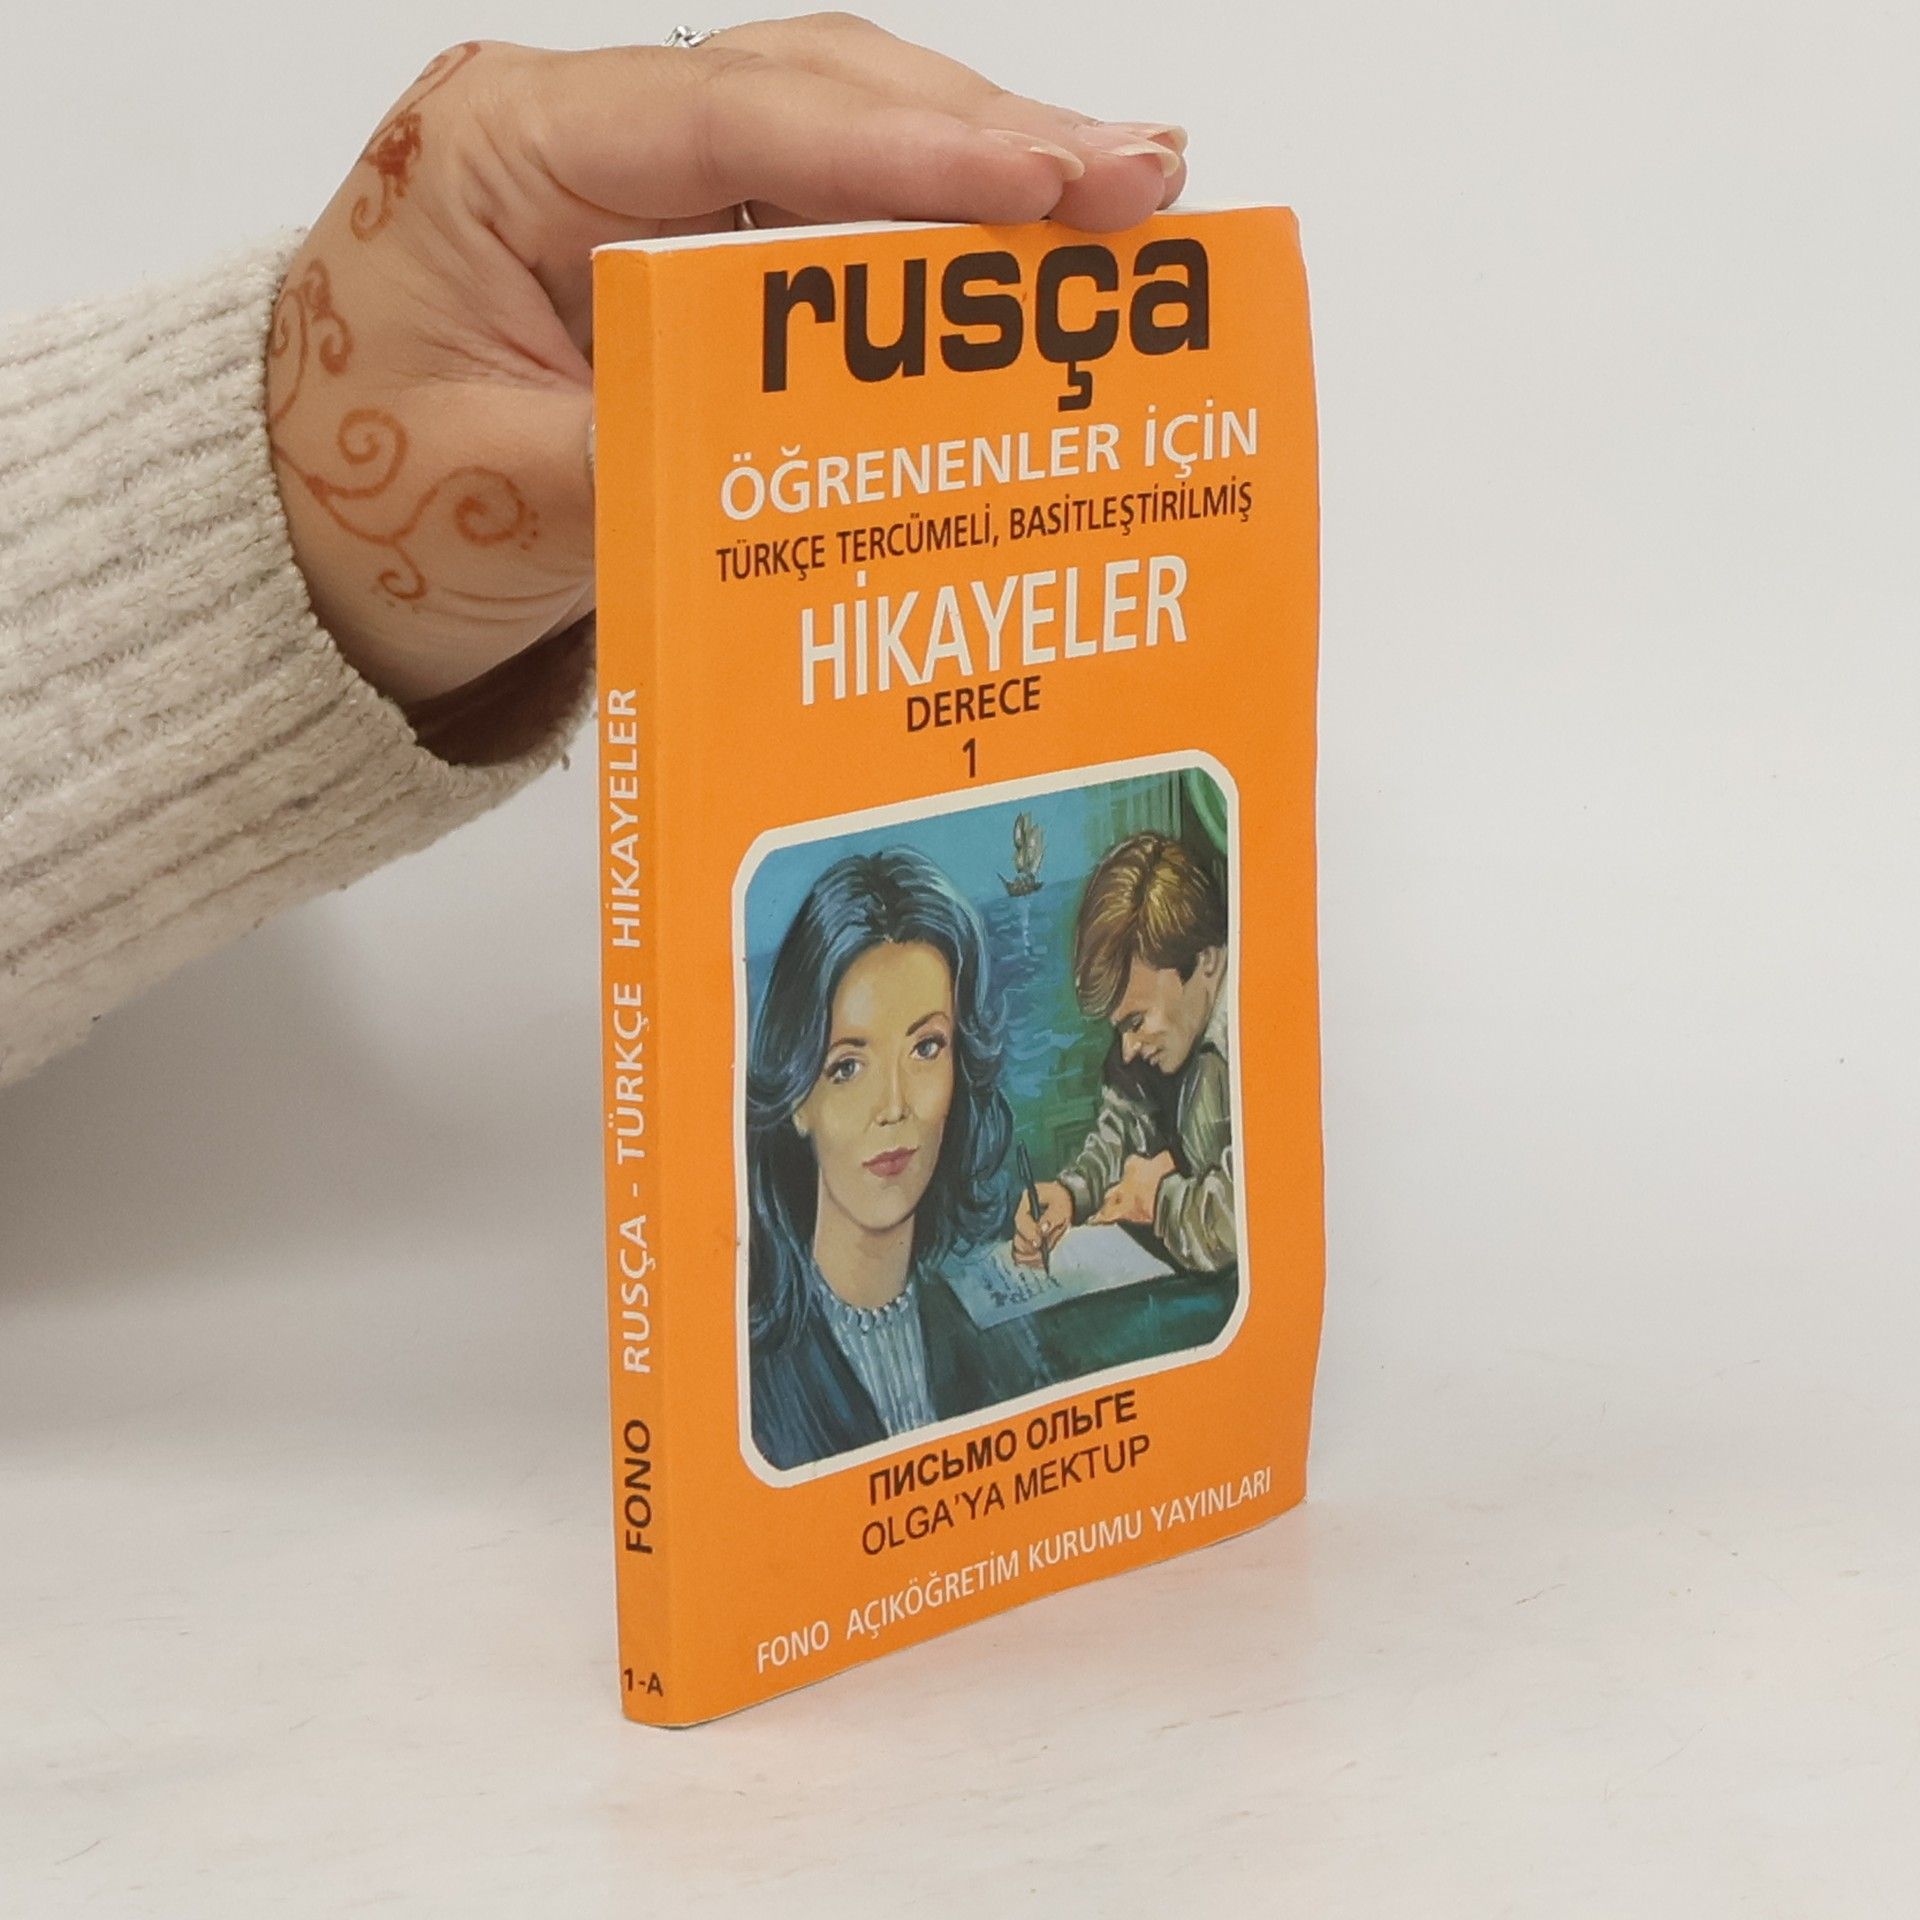 rusça
ÖĞRENENLER İÇİN
TÜRKÇE TERCÜMELİ, BASİTLEŞTİRİLMİŞ
HİKAYELER
DERECE
1
ПИСЬМО ОЛЬГЕ
OLGA'YA MEKTUP
FONO AÇIKÖĞRETİM KURUMU YAYINLARI
FONO RUSÇA - TÜRKÇE HİKAYELER
1-A